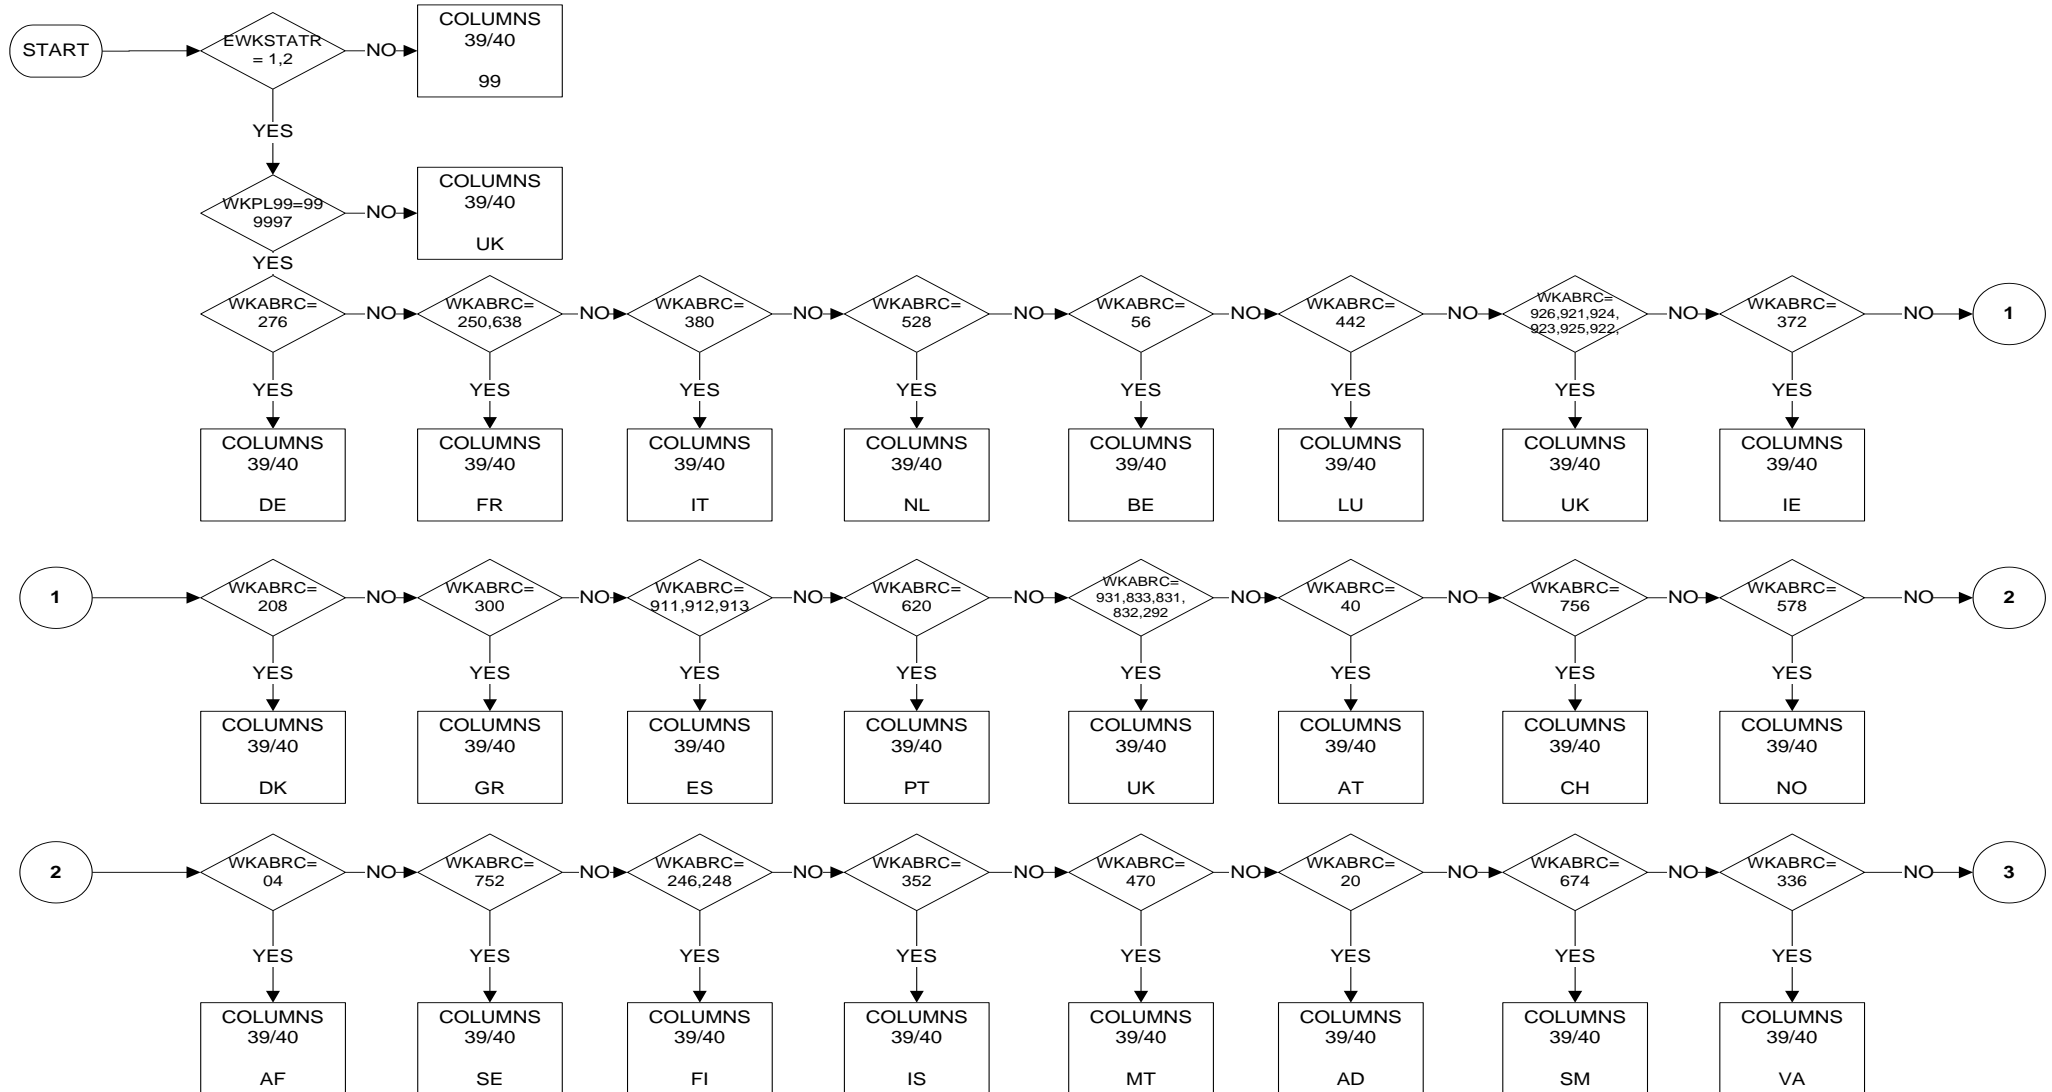 START
EWKSTATR
= 1,2
NO
COLUMNS
39/40
99
YES
WKPL99=99
9997
NO
COLUMNS
39/40
UK
YES
WKABRC=
276
NO
WKABRC=
250,638
NO
WKABRC=
380
NO
WKABRC=
528
NO
WKABRC=
56
NO
WKABRC=
442
NO
WKABRC=
926,921,924,
923,925,922,
NO
WKABRC=
372
NO
1
YES
YES
YES
YES
YES
YES
YES
YES
COLUMNS
39/40
DE
COLUMNS
39/40
FR
COLUMNS
39/40
IT
COLUMNS
39/40
NL
COLUMNS
39/40
BE
COLUMNS
39/40
LU
COLUMNS
39/40
UK
COLUMNS
39/40
IE
1
WKABRC=
208
NO
WKABRC=
300
NO
WKABRC=
911,912,913
NO
WKABRC=
620
NO
WKABRC=
931,833,831,
832,292
NO
WKABRC=
40
NO
WKABRC=
756
NO
WKABRC=
578
NO
2
YES
YES
YES
YES
YES
YES
YES
YES
COLUMNS
39/40
DK
COLUMNS
39/40
GR
COLUMNS
39/40
ES
COLUMNS
39/40
PT
COLUMNS
39/40
UK
COLUMNS
39/40
AT
COLUMNS
39/40
CH
COLUMNS
39/40
NO
2
WKABRC=
04
NO
WKABRC=
752
NO
WKABRC=
246,248
NO
WKABRC=
352
NO
WKABRC=
470
NO
WKABRC=
20
NO
WKABRC=
674
NO
WKABRC=
336
NO
3
YES
YES
YES
YES
YES
YES
YES
YES
COLUMNS
39/40
AF
COLUMNS
39/40
SE
COLUMNS
39/40
FI
COLUMNS
39/40
IS
COLUMNS
39/40
MT
COLUMNS
39/40
AD
COLUMNS
39/40
SM
COLUMNS
39/40
VA